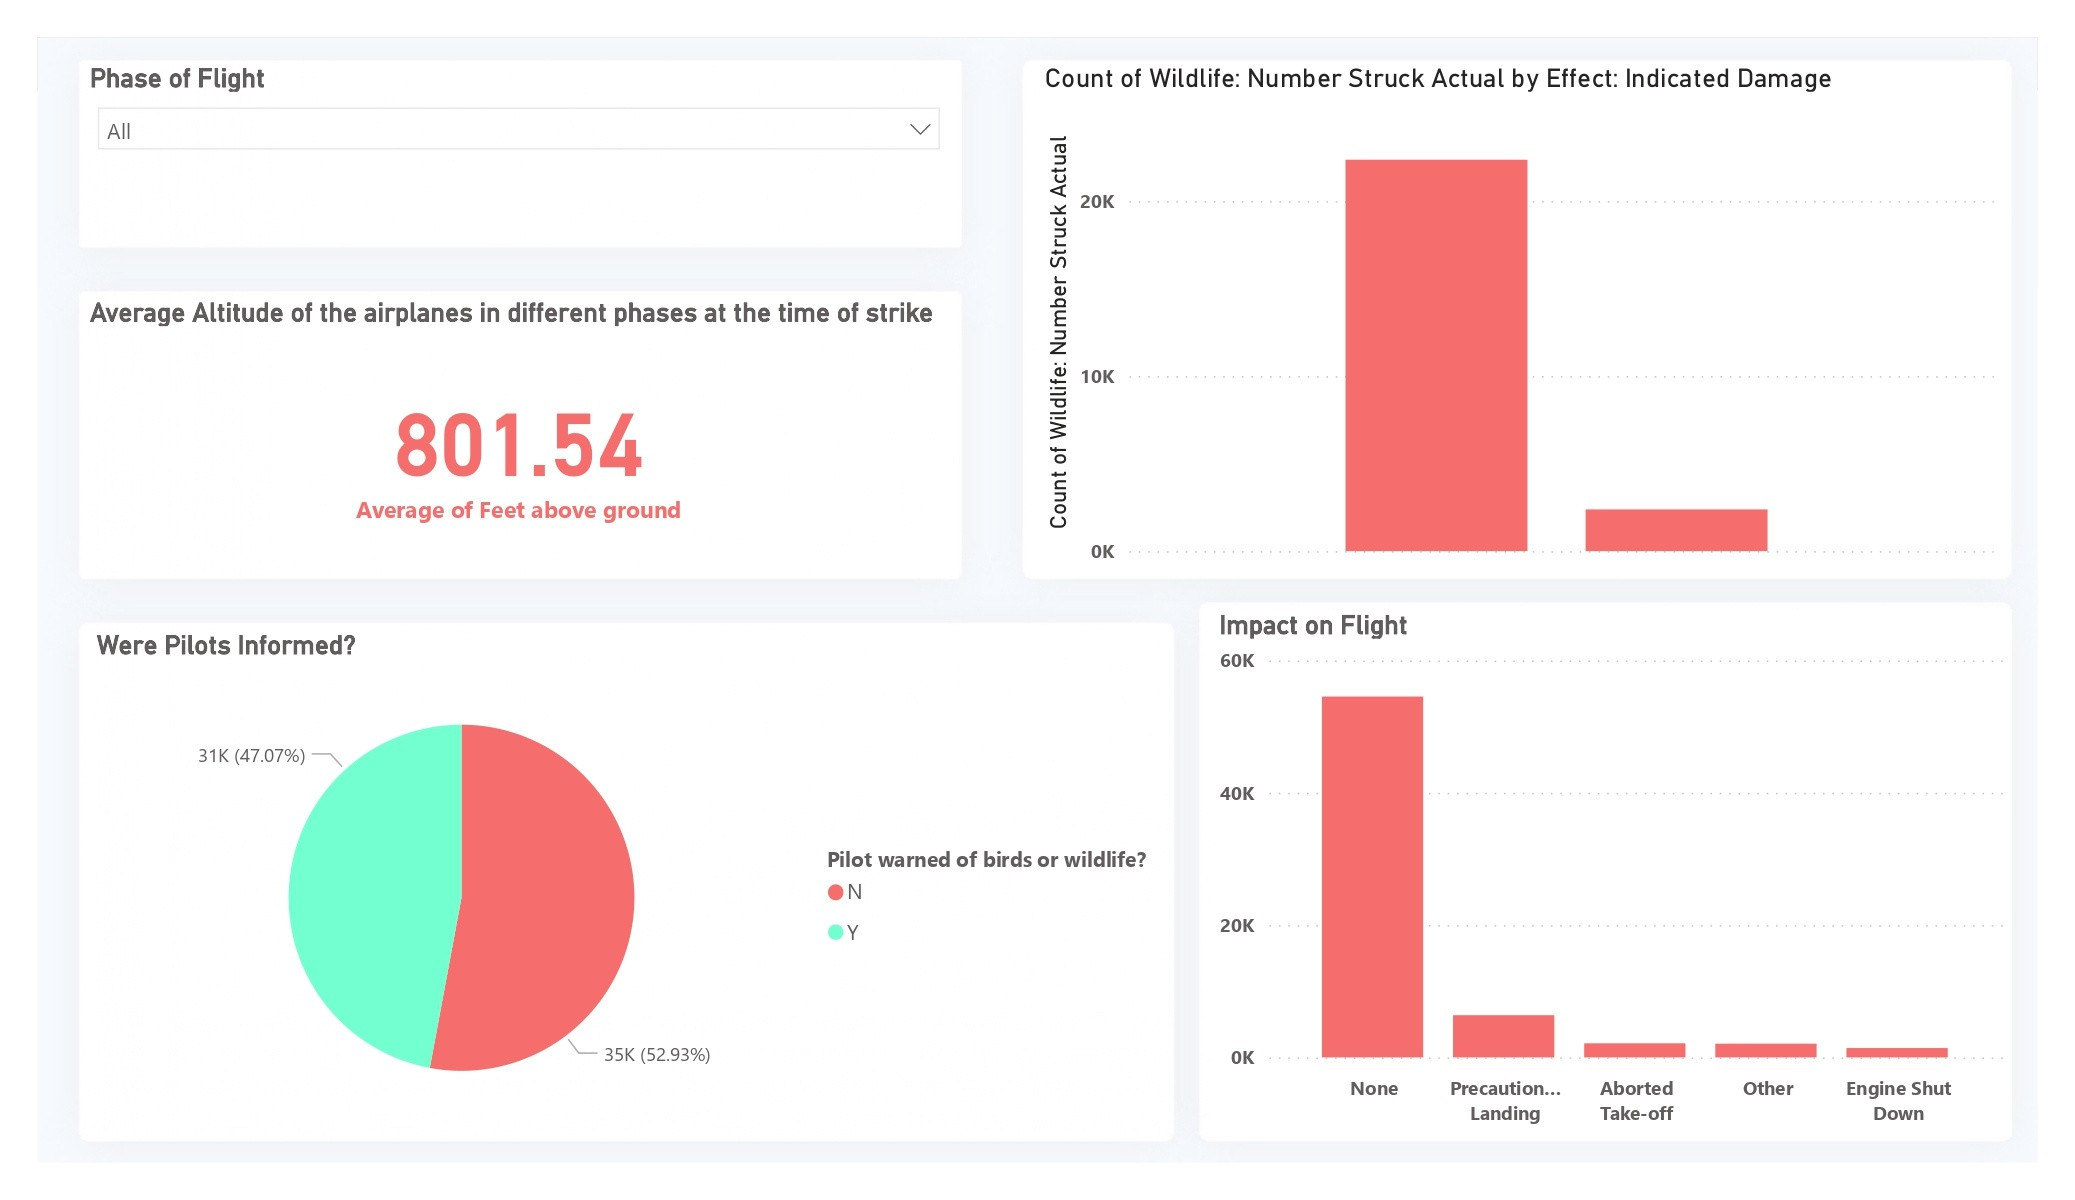 Phase of Flight
All
Average Altitude of the airplanes in different phases at the time of strike
801.54
Average of Feet above ground
Count of Wildlife: Number Struck Actual by Effect: Indicated Damage
Count of Wildlife: Number Struck Actual
20K
10K
0K
Were Pilots Informed?
31K (47.07%)
35K (52.93%)
Pilot warned of birds or wildlife?
N
Y
Impact on Flight
60K
40K
20K
0K
None
Precaution...
Landing
Aborted
Take-off
Other
Engine Shut
Down